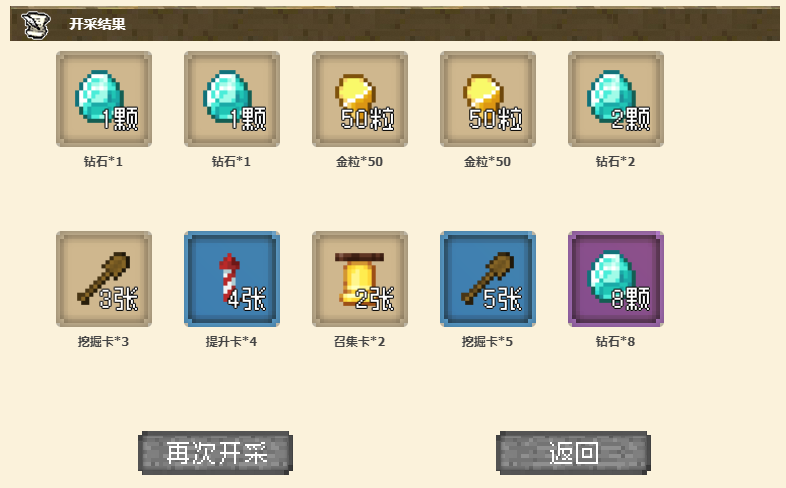 开采结果
1颗
1颗
50粒
50粒
2颗
钻石*1
钻石*1
金粒*50
金粒*50
钻石*2
3张
4张
2张
5张
8颗
挖掘卡*3
提升卡*4
召集卡*2
挖掘卡*5
钻石*8
再次开采
返回